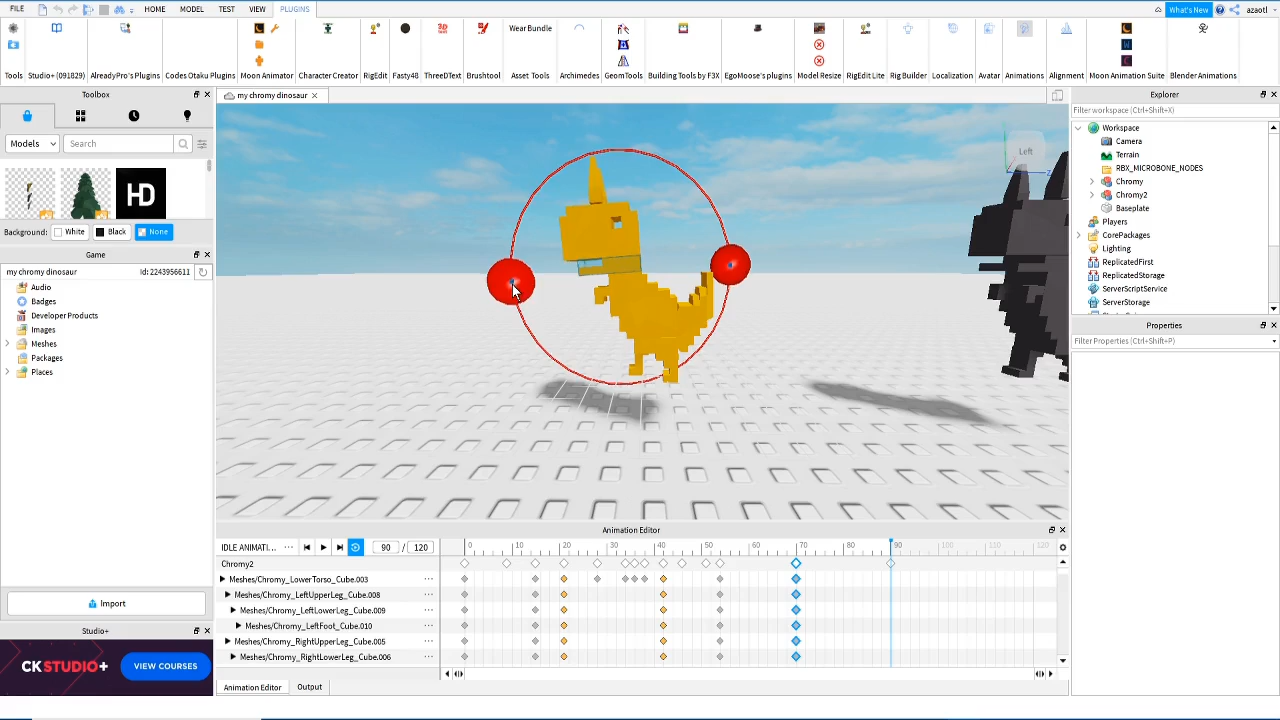 FILE HOME MODEL TEST VIEW PLUGINS What's New azaotl
Wear Bundle
Tools Studio+ (091829) AlreadyPro's Plugins Codes Otaku Plugins Moon Animator Character Creator RigEdit Fasty48 ThreeDText Brushtool Asset Tools Archimedes GeomTools Building Tools by F3X EgoMoose's plugins Model Resize RigEdit Lite Rig Builder Localization Avatar Animations Alignment Moon Animation Suite Blender Animations
Toolbox
Models Search
HD
Background: White Black None
Game
my chromy dinosaur Id: 2243956611
Audio
Badges
Developer Products
Images
Meshes
Packages
Places
Import
Studio+
CK STUDIO+ VIEW COURSES
my chromy dinosaur
Left
Z
Animation Editor
IDLE ANIMATI... 90 / 120 0 10 20 30 40 50 60 70 80 90 100 110 120
Chromy2
Meshes/Chromy_LowerTorso_Cube.003
Meshes/Chromy_LeftUpperLeg_Cube.008
Meshes/Chromy_LeftLowerLeg_Cube.009
Meshes/Chromy_LeftFoot_Cube.010
Meshes/Chromy_RightUpperLeg_Cube.005
Meshes/Chromy_RightLowerLeg_Cube.006
Animation Editor Output
Explorer
Filter workspace (Ctrl+Shift+X)
Workspace
Camera
Terrain
RBX_MICROBONE_NODES
Chromy
Chromy2
Baseplate
Players
CorePackages
Lighting
ReplicatedFirst
ReplicatedStorage
ServerScriptService
ServerStorage
Properties
Filter Properties (Ctrl+Shift+P)